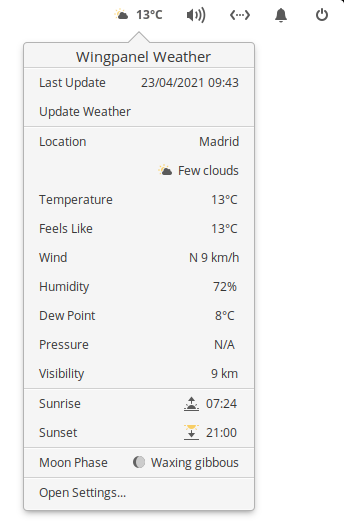 13°C
Wingpanel Weather
Last Update 23/04/2021 09:43
Update Weather
Location Madrid
Few clouds
Temperature 13°C
Feels Like 13°C
Wind N 9 km/h
Humidity 72%
Dew Point 8°C
Pressure N/A
Visibility 9 km
Sunrise 07:24
Sunset 21:00
Moon Phase Waxing gibbous
Open Settings...